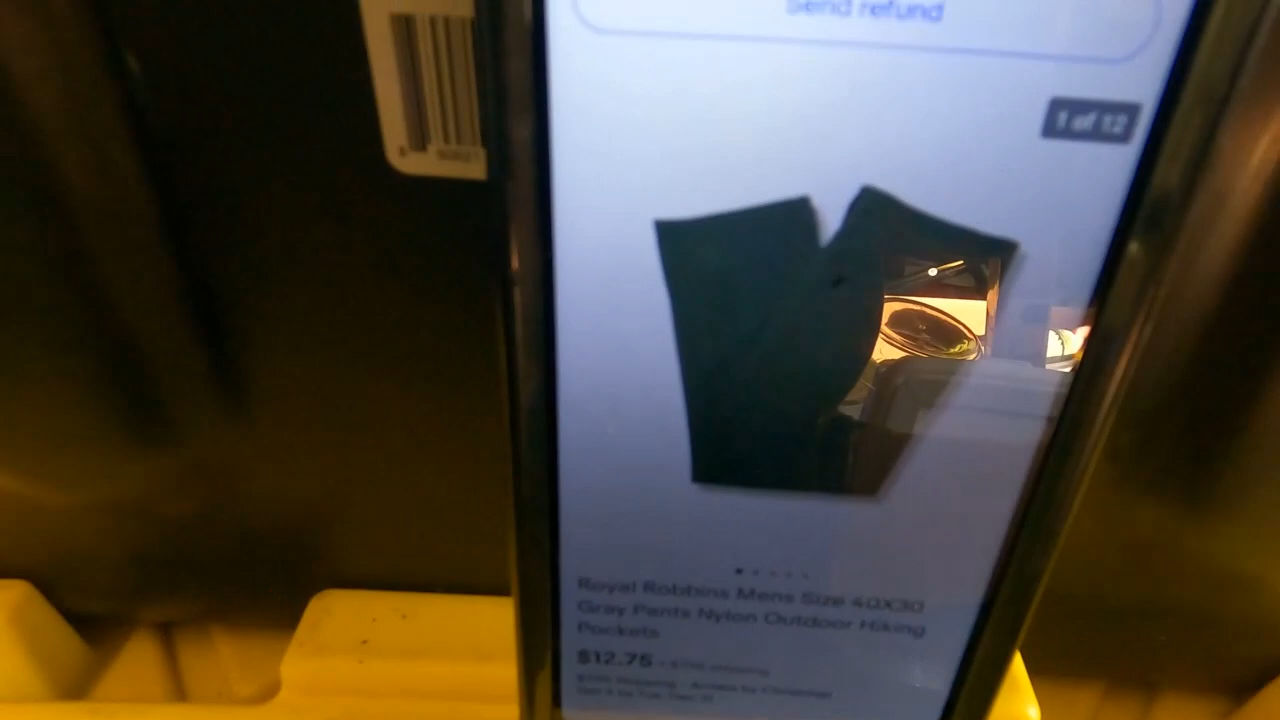 Send refund
1 of 12
Royal Robbins Mens Size 40X30
Gray Pants Nylon Outdoor Hiking
Pockets
$12.75